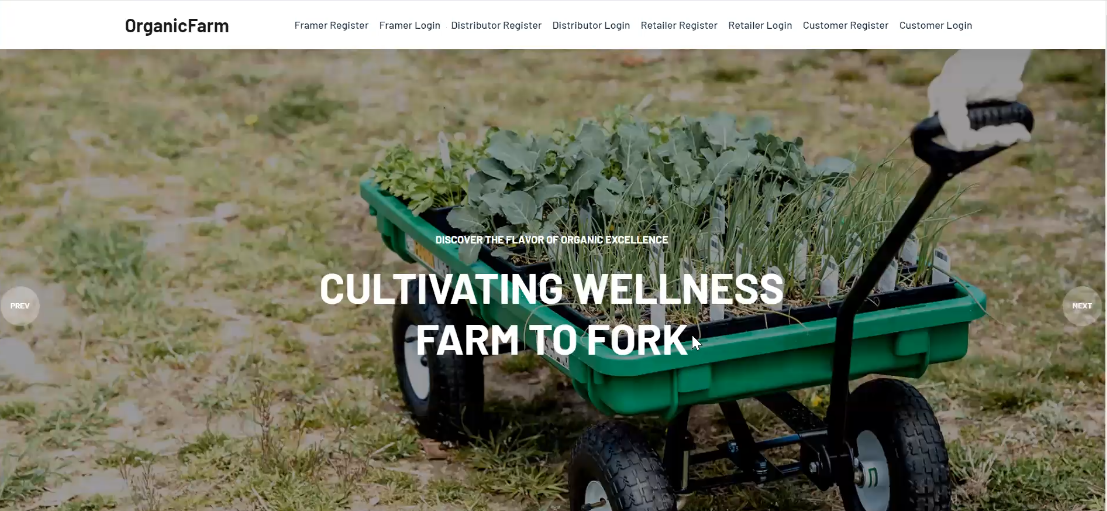 OrganicFarm
Framer Register Framer Login Distributor Register Distributor Login Retailer Register Retailer Login Customer Register Customer Login
DISCOVER THE FLAVOR OF ORGANIC EXCELLENCE
CULTIVATING WELLNESS
FARM TO FORK
PREV
NEXT